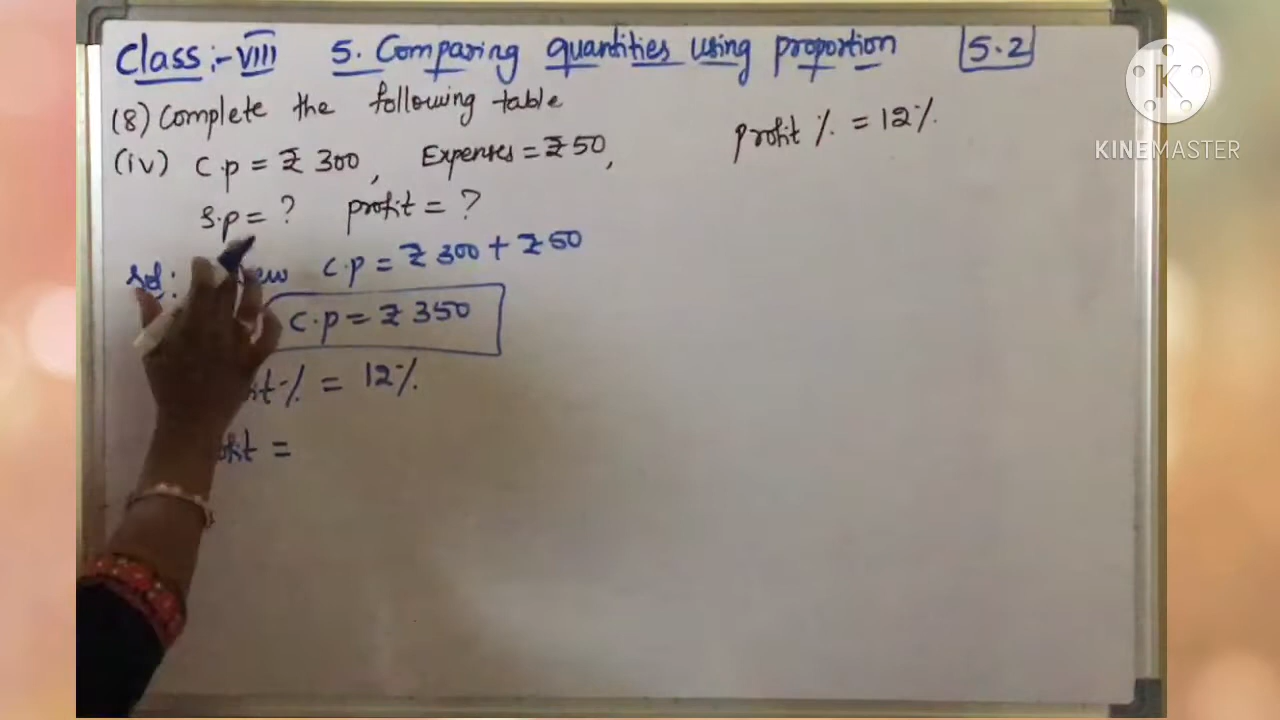 Class:- VIII 5. Comparing quantities using proportion 5.2
(8) Complete the following table
(iv) C.p = ₹ 300, Expenses = ₹ 50, profit % = 12%
S.p = ? profit = ?
Sol: C.p = ₹ 300 + ₹ 50
C.p = ₹ 350
% = 12%
=
K
KINEMASTER